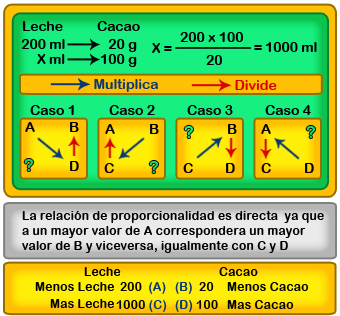 Leche Cacao
200 ml 20 g
X ml 100 g
X = 200 x 100 / 20 = 1000 ml
Multiplica Divide
Caso 1 Caso 2 Caso 3 Caso 4
A B A B ? B A ?
? D C ? C D C D
La relación de proporcionalidad es directa ya que
a un mayor valor de A correspondera un mayor
valor de B y viceversa, igualmente con C y D
Leche Cacao
Menos Leche 200 (A) (B) 20 Menos Cacao
Mas Leche 1000 (C) (D) 100 Mas Cacao